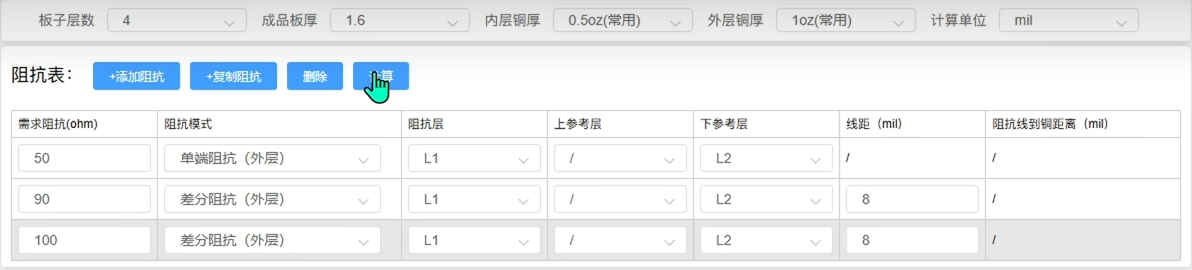 板子层数 4 成品板厚 1.6 内层铜厚 0.5oz(常用) 外层铜厚 1oz(常用) 计算单位 mil
阻抗表： +添加阻抗 +复制阻抗 删除 算
需求阻抗(ohm) 阻抗模式 阻抗层 上参考层 下参考层 线距（mil） 阻抗线到铜距离（mil）
50 单端阻抗（外层） L1 / L2 / /
90 差分阻抗（外层） L1 / L2 8 /
100 差分阻抗（外层） L1 / L2 8 /